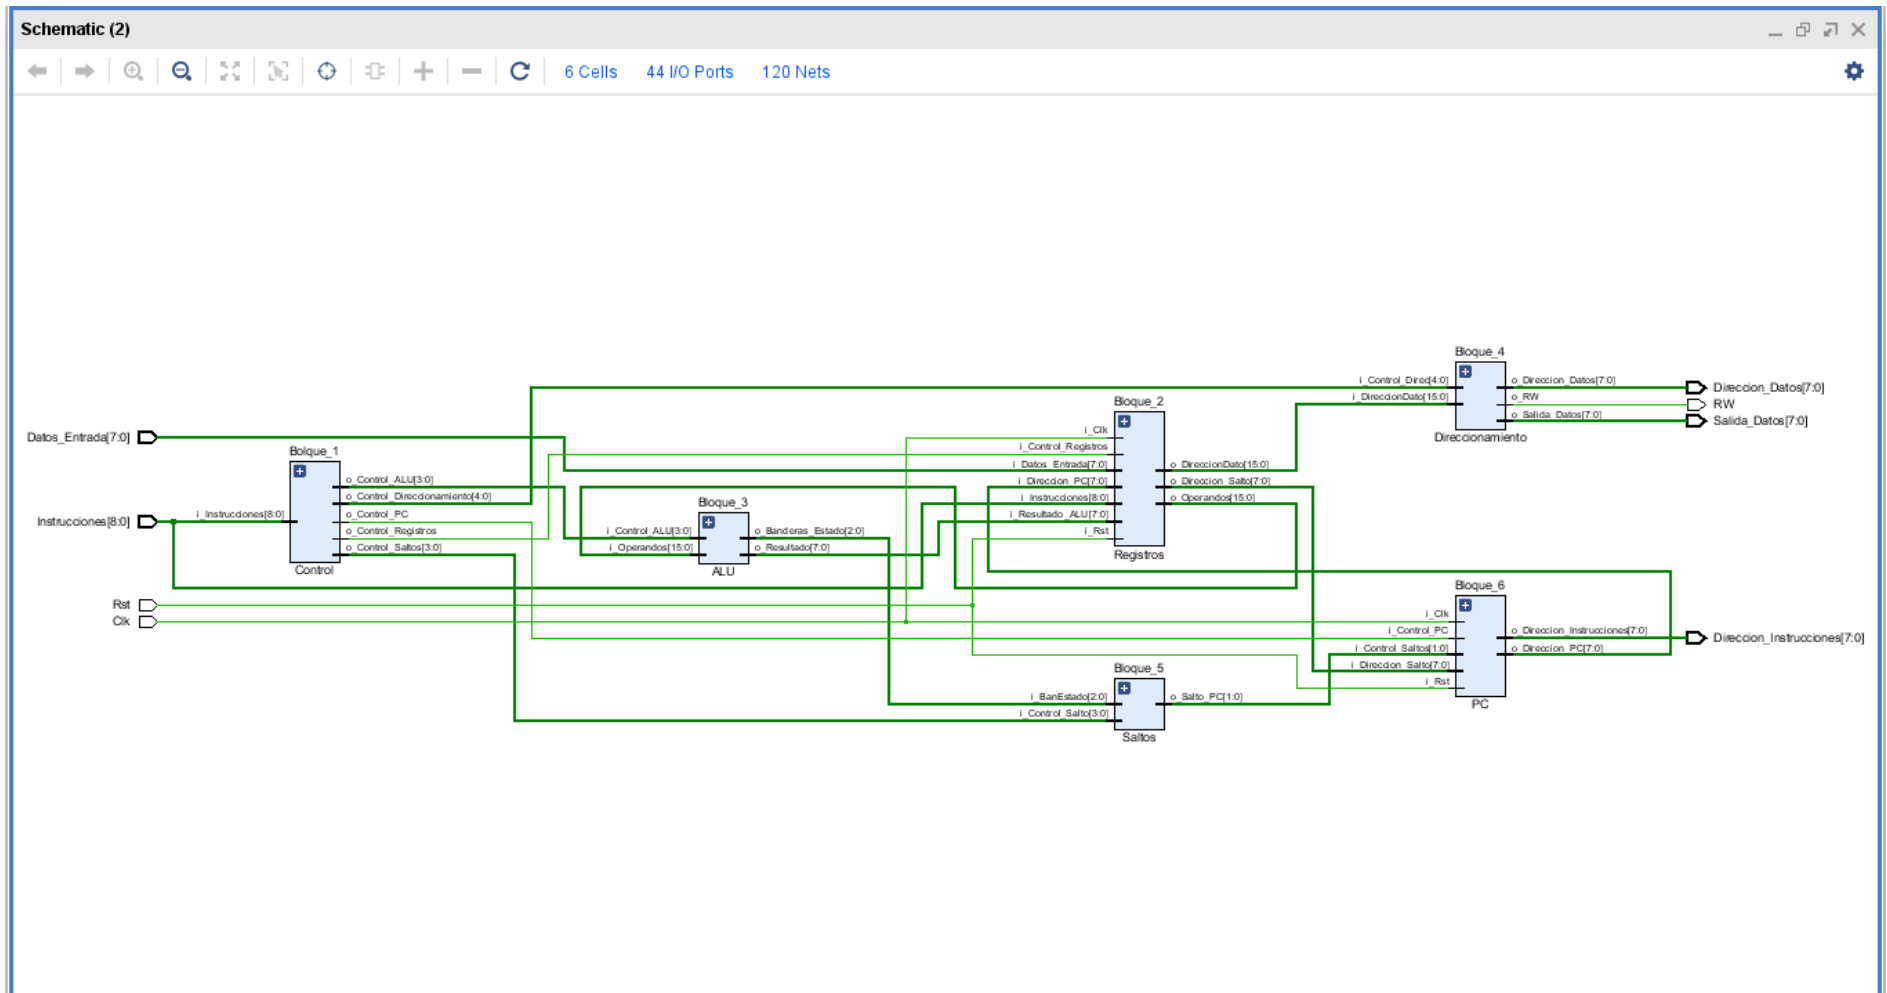 Schematic (2)
6 Cells
44 I/O Ports
120 Nets
Datos_Entrada[7:0]
Instrucciones[8:0]
Rst
Clk
Bolque_1
i_Instrucciones[8:0]
o_Control_ALU[3:0]
o_Control_Direccionamiento[4:0]
o_Control_PC
o_Control_Registros
o_Control_Saltos[3:0]
Control
Bloque_3
i_Control_ALU[3:0]
i_Operandos[15:0]
o_Banderas_Estado[2:0]
o_Resultado[7:0]
ALU
Bloque_2
i_Clk
i_Control_Registros
i_Datos_Entrada[7:0]
i_Direccion_PC[7:0]
i_Instrucciones[8:0]
i_Resultado_ALU[7:0]
i_Rst
o_DireccionDato[15:0]
o_Direccion_Salto[7:0]
o_Operandos[15:0]
Registros
Bloque_5
i_BanEstado[2:0]
i_Control_Salto[3:0]
o_Salto_PC[1:0]
Saltos
Bloque_4
i_Control_Direc[4:0]
i_DireccionDato[15:0]
o_Direccion_Datos[7:0]
o_RW
o_Salida_Datos[7:0]
Direccionamiento
Bloque_6
i_Clk
i_Control_PC
i_Control_Saltos[1:0]
i_Direccion_Salto[7:0]
i_Rst
o_Direccion_Instrucciones[7:0]
o_Direccion_PC[7:0]
PC
Direccion_Datos[7:0]
RW
Salida_Datos[7:0]
Direccion_Instrucciones[7:0]